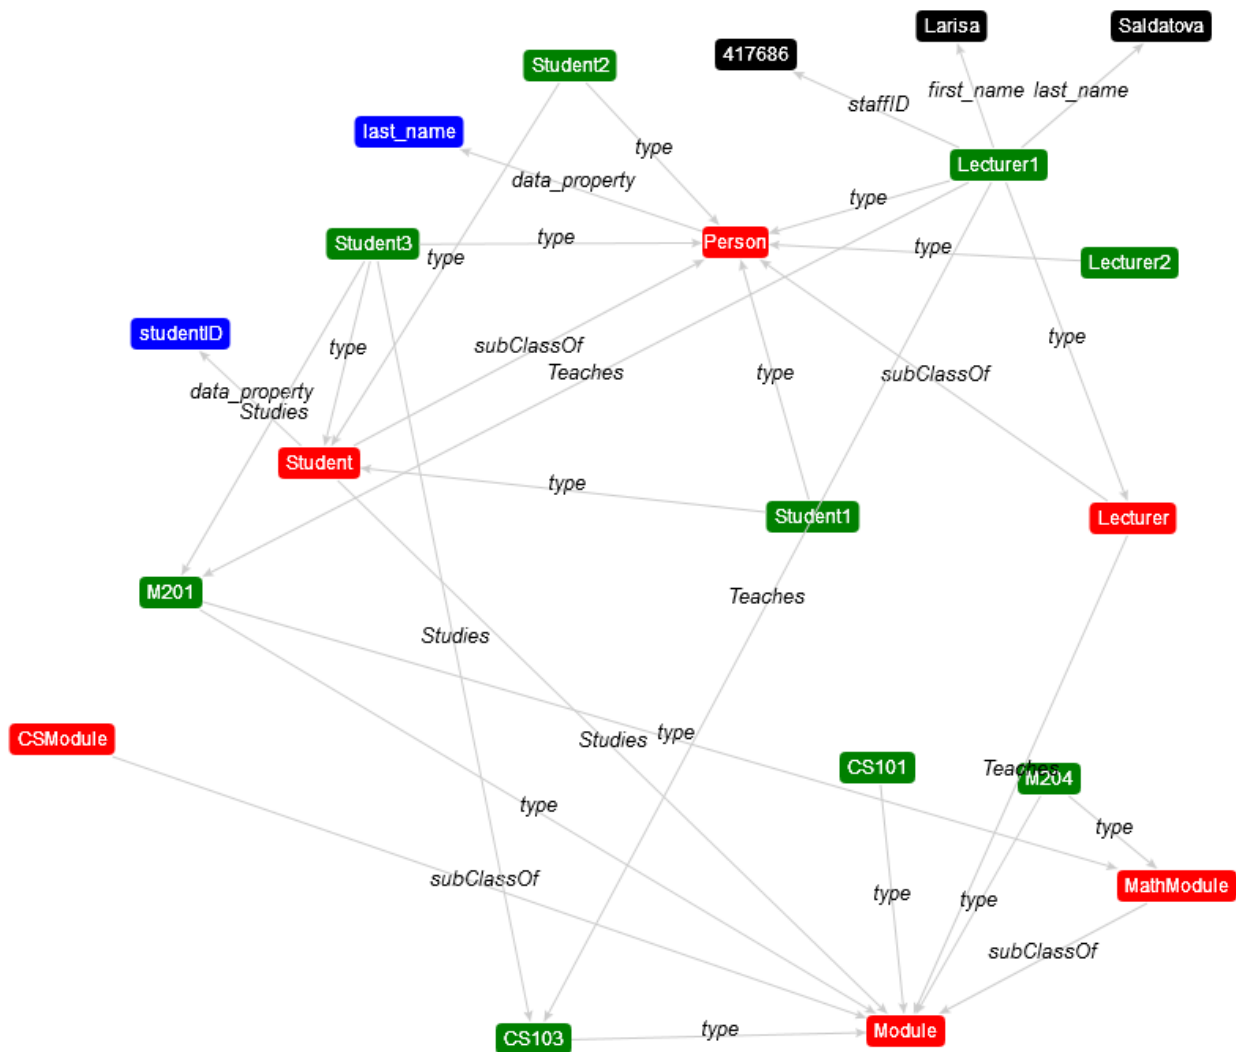 Larisa
Saldatova
417686
Student2
first_name
last_name
staffID
last_name
type
Lecturer1
data_property
type
Student3
type
Person
type
type
Lecturer2
studentID
type
subClassOf
type
Teaches
type
subClassOf
data_property
Studies
Student
type
Student1
Lecturer
M201
Teaches
Studies
CSModule
Studies
type
CS101
Teaches
M204
type
type
subClassOf
type
type
MathModule
subClassOf
CS103
type
Module